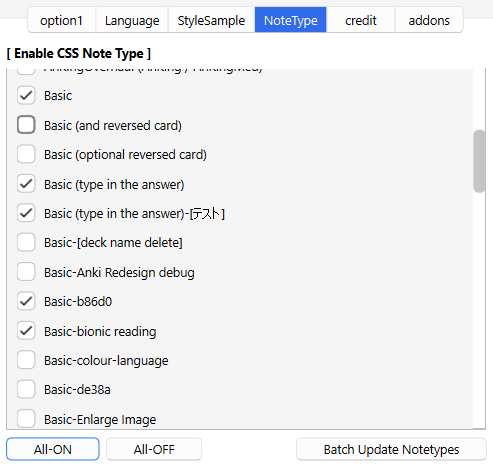 option1 Language StyleSample NoteType credit addons
[ Enable CSS Note Type ]
AnkingOverhaul (Anking / AnkingMed)
Basic
Basic (and reversed card)
Basic (optional reversed card)
Basic (type in the answer)
Basic (type in the answer)-[テスト]
Basic-[deck name delete]
Basic-Anki Redesign debug
Basic-b86d0
Basic-bionic reading
Basic-colour-language
Basic-de38a
Basic-Enlarge Image
All-ON All-OFF Batch Update Notetypes